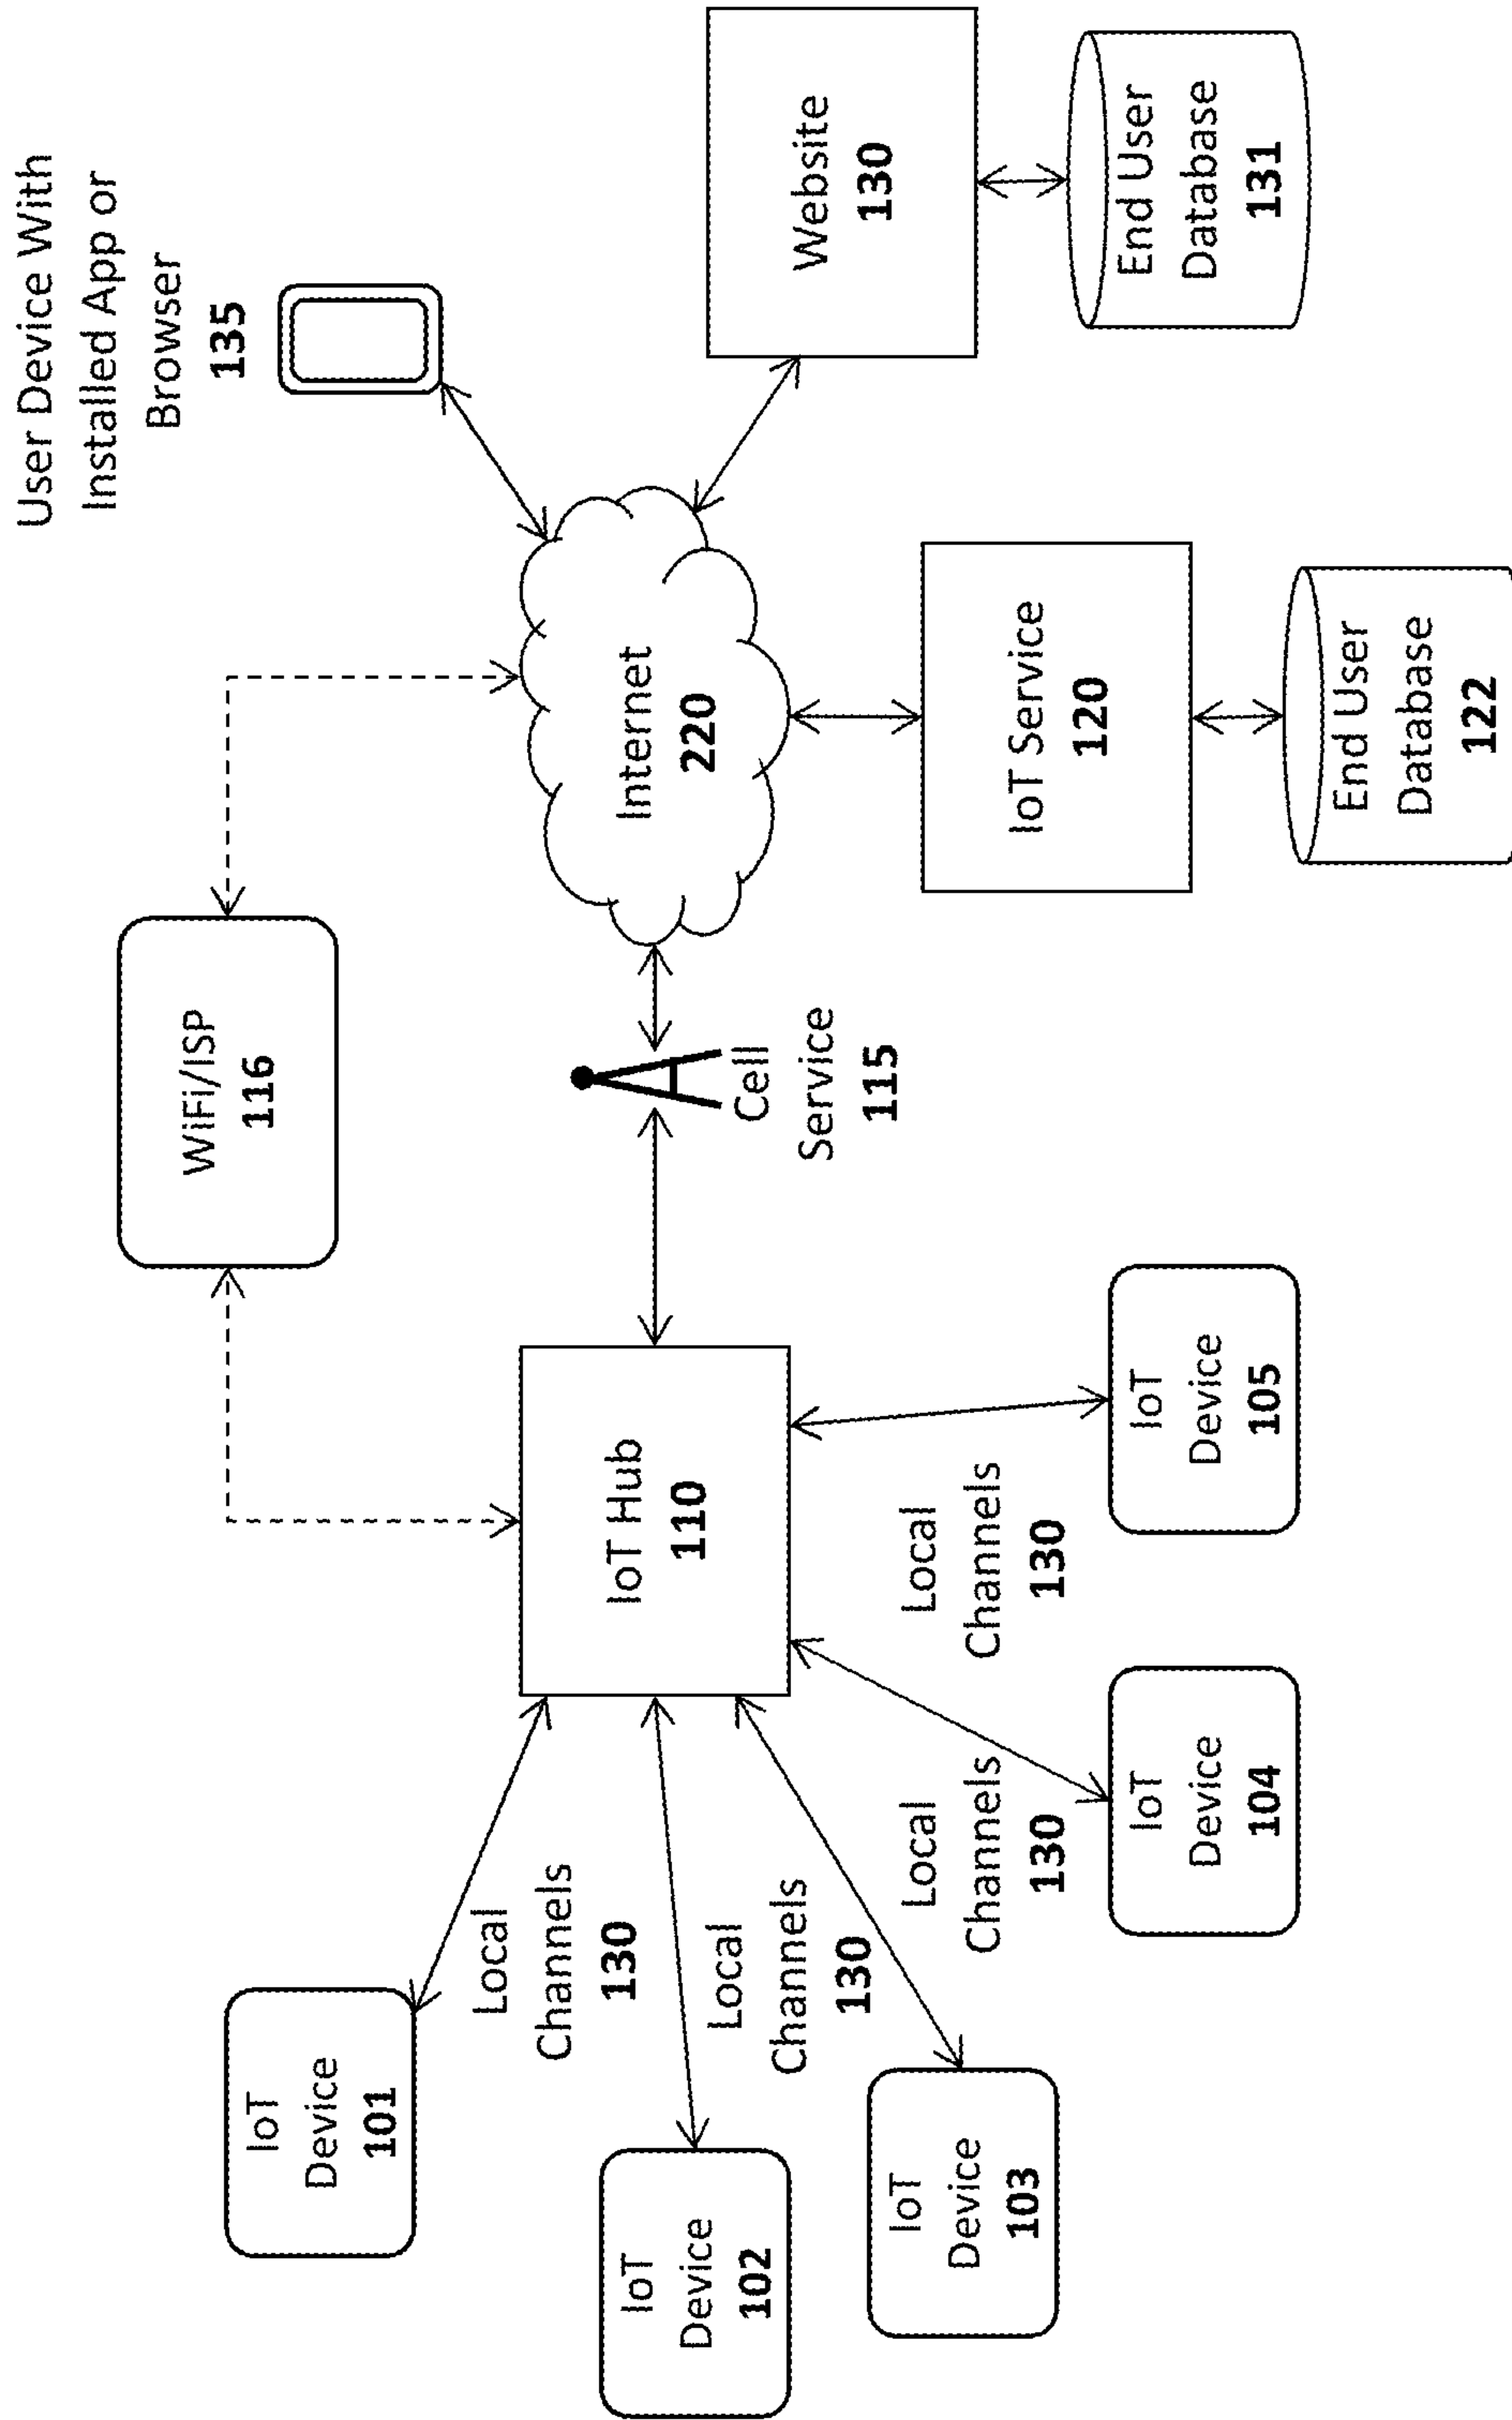 User Device With
Installed App or
Browser
135
WiFi/ISP
116
IoT
Device
101
Local
Channels
130
IoT Hub
110
Cell
Service
115
Internet
220
Website
130
IoT
Device
102
Local
Channels
130
Local
Channels
130
Local
Channels
130
IoT Service
120
End User
Database
131
IoT
Device
103
IoT
Device
104
IoT
Device
105
End User
Database
122